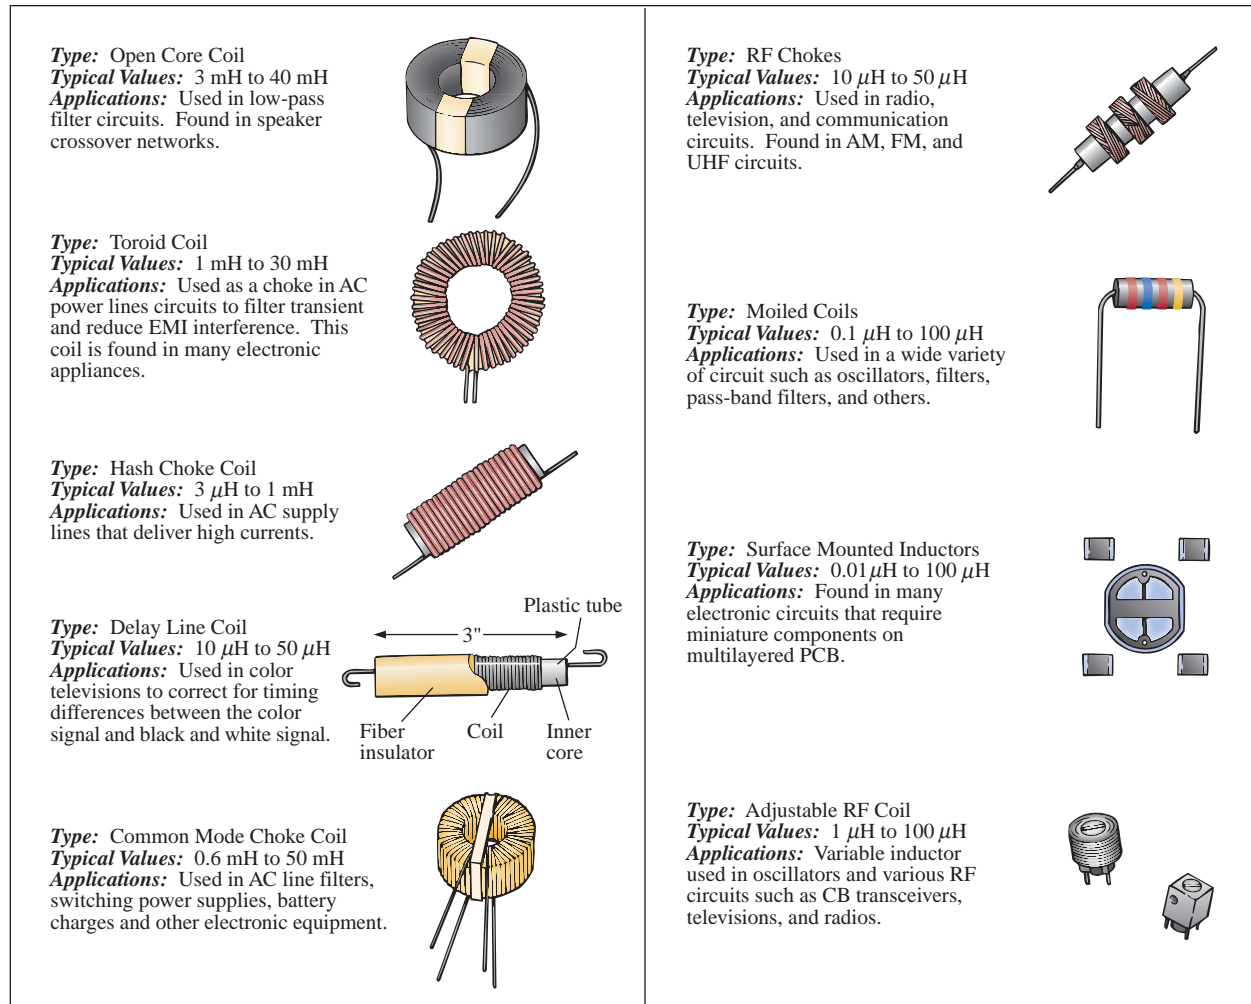 Type: Open Core Coil
Typical Values: 3 mH to 40 mH
Applications: Used in low-pass
filter circuits. Found in speaker
crossover networks.
Type: Toroid Coil
Typical Values: 1 mH to 30 mH
Applications: Used as a choke in AC
power lines circuits to filter transient
and reduce EMI interference. This
coil is found in many electronic
appliances.
Type: Hash Choke Coil
Typical Values: 3 μH to 1 mH
Applications: Used in AC supply
lines that deliver high currents.
Type: Delay Line Coil
Typical Values: 10 μH to 50 μH
Applications: Used in color
televisions to correct for timing
differences between the color
signal and black and white signal.
Plastic tube
3"
Fiber
insulator
Coil
Inner
core
Type: Common Mode Choke Coil
Typical Values: 0.6 mH to 50 mH
Applications: Used in AC line filters,
switching power supplies, battery
charges and other electronic equipment.
Type: RF Chokes
Typical Values: 10 μH to 50 μH
Applications: Used in radio,
television, and communication
circuits. Found in AM, FM, and
UHF circuits.
Type: Moiled Coils
Typical Values: 0.1 μH to 100 μH
Applications: Used in a wide variety
of circuit such as oscillators, filters,
pass-band filters, and others.
Type: Surface Mounted Inductors
Typical Values: 0.01 μH to 100 μH
Applications: Found in many
electronic circuits that require
miniature components on
multilayered PCB.
Type: Adjustable RF Coil
Typical Values: 1 μH to 100 μH
Applications: Variable inductor
used in oscillators and various RF
circuits such as CB transceivers,
televisions, and radios.